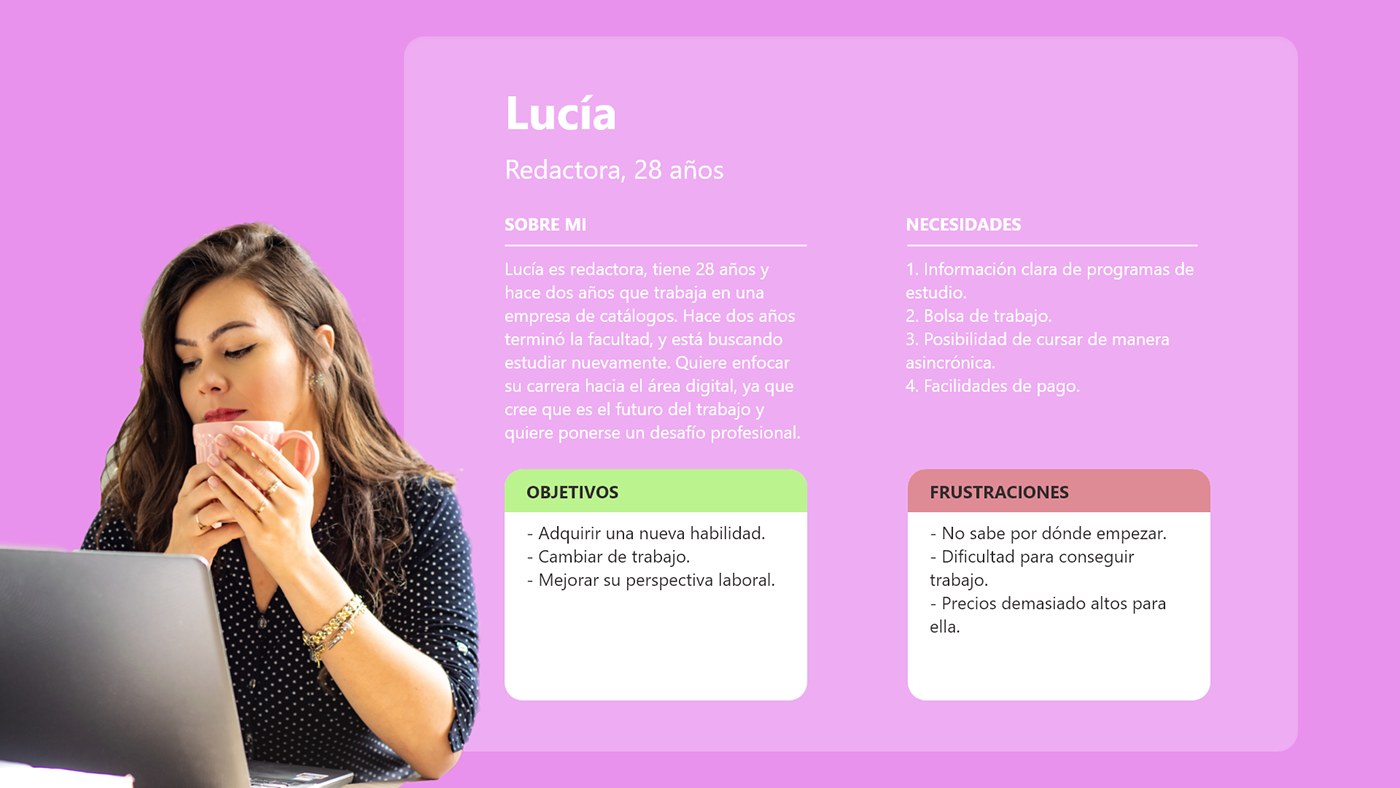 Lucía
Redactora, 28 años
SOBRE MI
Lucía es redactora, tiene 28 años y
hace dos años que trabaja en una
empresa de catálogos. Hace dos años
terminó la facultad, y está buscando
estudiar nuevamente. Quiere enfocar
su carrera hacia el área digital, ya que
cree que es el futuro del trabajo y
quiere ponerse un desafío profesional.
NECESIDADES
1. Información clara de programas de
estudio.
2. Bolsa de trabajo.
3. Posibilidad de cursar de manera
asincrónica.
4. Facilidades de pago.
OBJETIVOS
- Adquirir una nueva habilidad.
- Cambiar de trabajo.
- Mejorar su perspectiva laboral.
FRUSTRACIONES
- No sabe por dónde empezar.
- Dificultad para conseguir
trabajo.
- Precios demasiado altos para
ella.